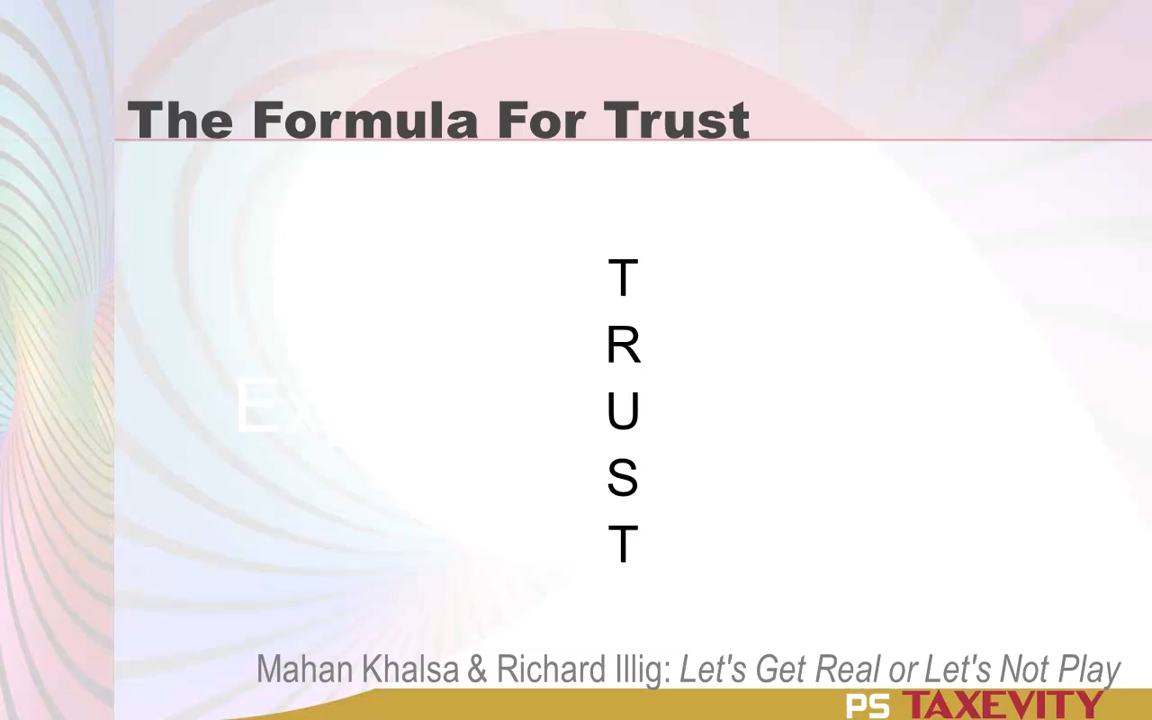 The Formula For Trust
T
R
U
S
T
Mahan Khalsa & Richard Illig: Let's Get Real or Let's Not Play
PS TAXEVITY